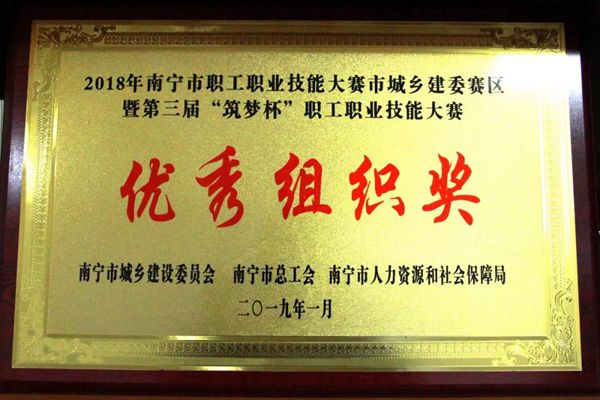 2018年南宁市职工职业技能大赛市城乡建委赛区
暨第三届“筑梦杯”职工职业技能大赛
优秀组织奖
南宁市城乡建设委员会 南宁市总工会 南宁市人力资源和社会保障局
二〇一九年一月